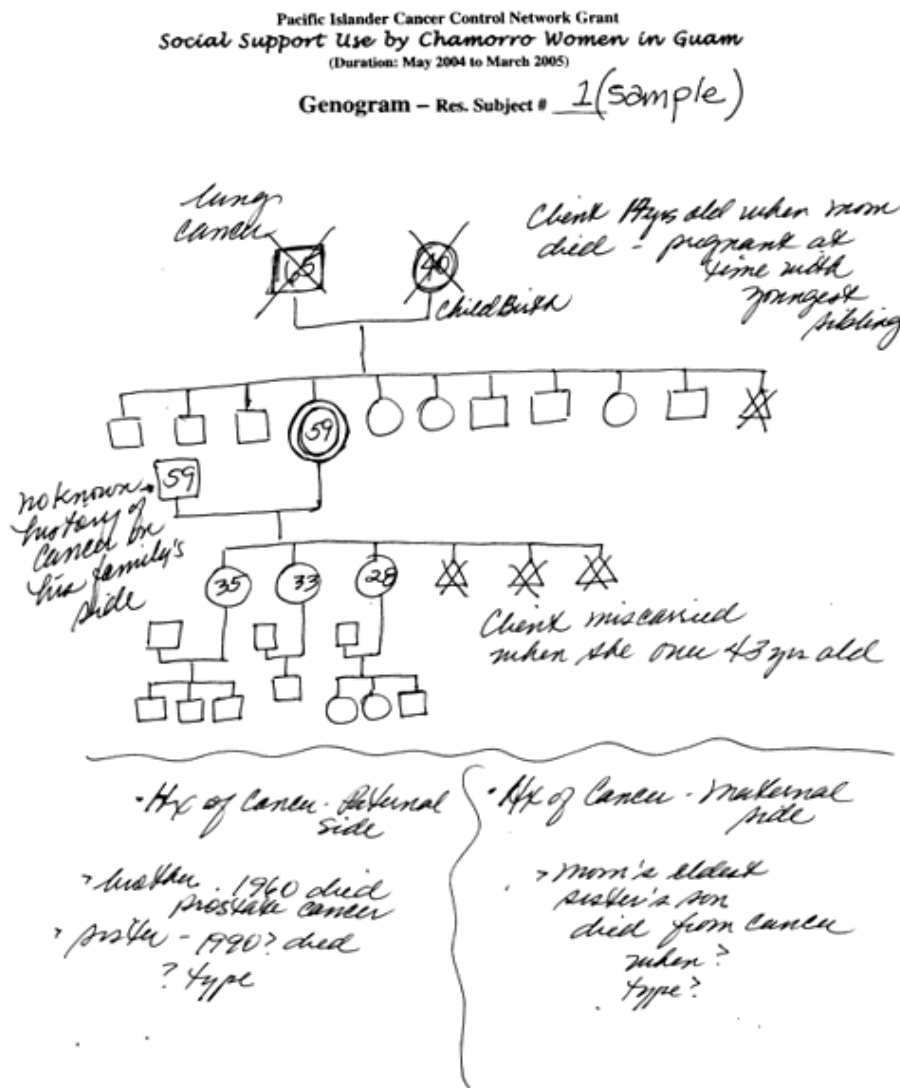 Pacific Islander Cancer Control Network Grant
Social Support Use by Chamorro Women in Guam
(Duration: May 2004 to March 2005)
Genogram – Res. Subject # 1 (sample)
lung
cancer
40
Child Birth
Client yrs old when mom
died - pregnant at
time with
youngest
sibling
59
59
no known
history of
cancer on
his family's
side
35
33
28
Client miscarried
when she 43 yrs old
• Hx of Cancer - Paternal
side
> brother 1960 died
prostate cancer
> sister - 1990? died
? type
• Hx of Cancer - Maternal
side
> mom's eldest
sister's son
died from cancer
when?
type?